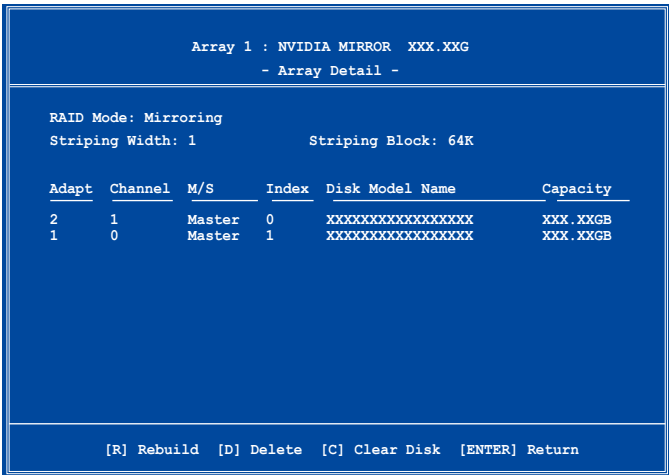 Array 1 : NVIDIA MIRROR  XXX.XXG
- Array Detail -
RAID Mode: Mirroring
Striping Width: 1    Striping Block: 64K
Adapt  Channel  M/S  Index  Disk Model Name  Capacity
2  1  Master  0  XXXXXXXXXXXXXXXXX  XXX.XXGB
1  0  Master  1  XXXXXXXXXXXXXXXXX  XXX.XXGB
[R] Rebuild  [D] Delete  [C] Clear Disk  [ENTER] Return